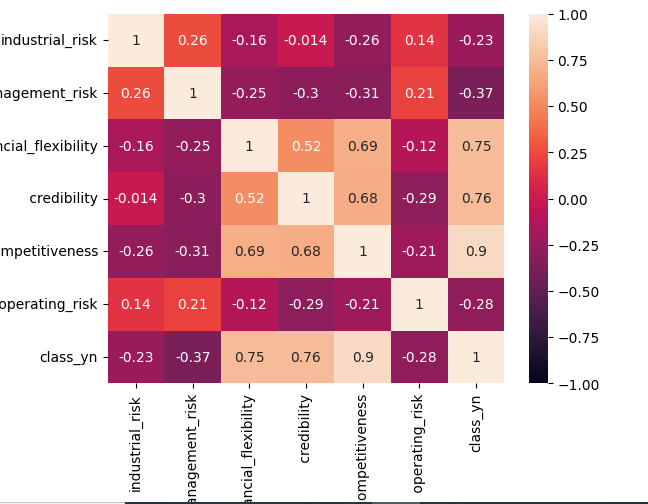 industrial_risk 1 0.26 -0.16 -0.014 -0.26 0.14 -0.23
nagement_risk 0.26 1 -0.25 -0.3 -0.31 0.21 -0.37
ncial_flexibility -0.16 -0.25 1 0.52 0.69 -0.12 0.75
credibility -0.014 -0.3 0.52 1 0.68 -0.29 0.76
mpetitiveness -0.26 -0.31 0.69 0.68 1 -0.21 0.9
operating_risk 0.14 0.21 -0.12 -0.29 -0.21 1 -0.28
class_yn -0.23 -0.37 0.75 0.76 0.9 -0.28 1
industrial_risk
anagement_risk
ancial_flexibility
credibility
ompetitiveness
operating_risk
class_yn
1.00
0.75
0.50
0.25
0.00
−0.25
−0.50
−0.75
−1.00